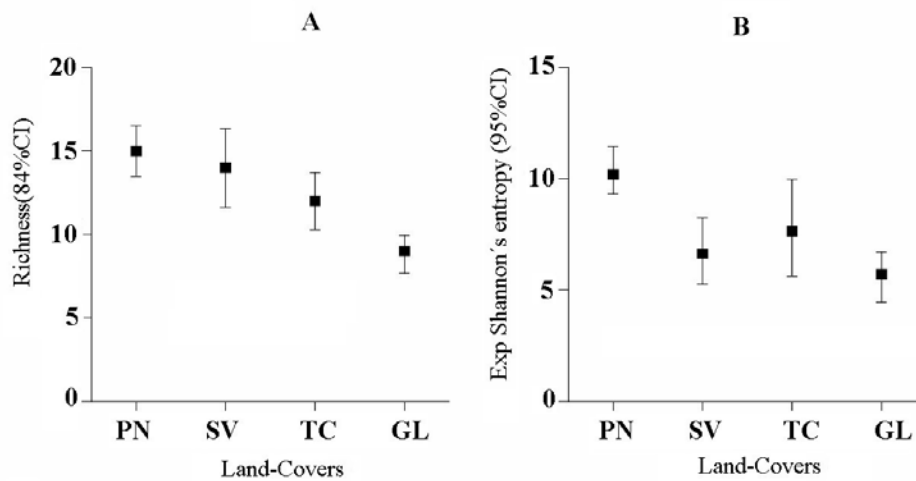 A
Richness(84%CI)
20
15
10
5
0
PN SV TC GL
Land-Covers
B
Exp Shannon´s entropy (95%CI)
15
10
5
0
PN SV TC GL
Land-Covers